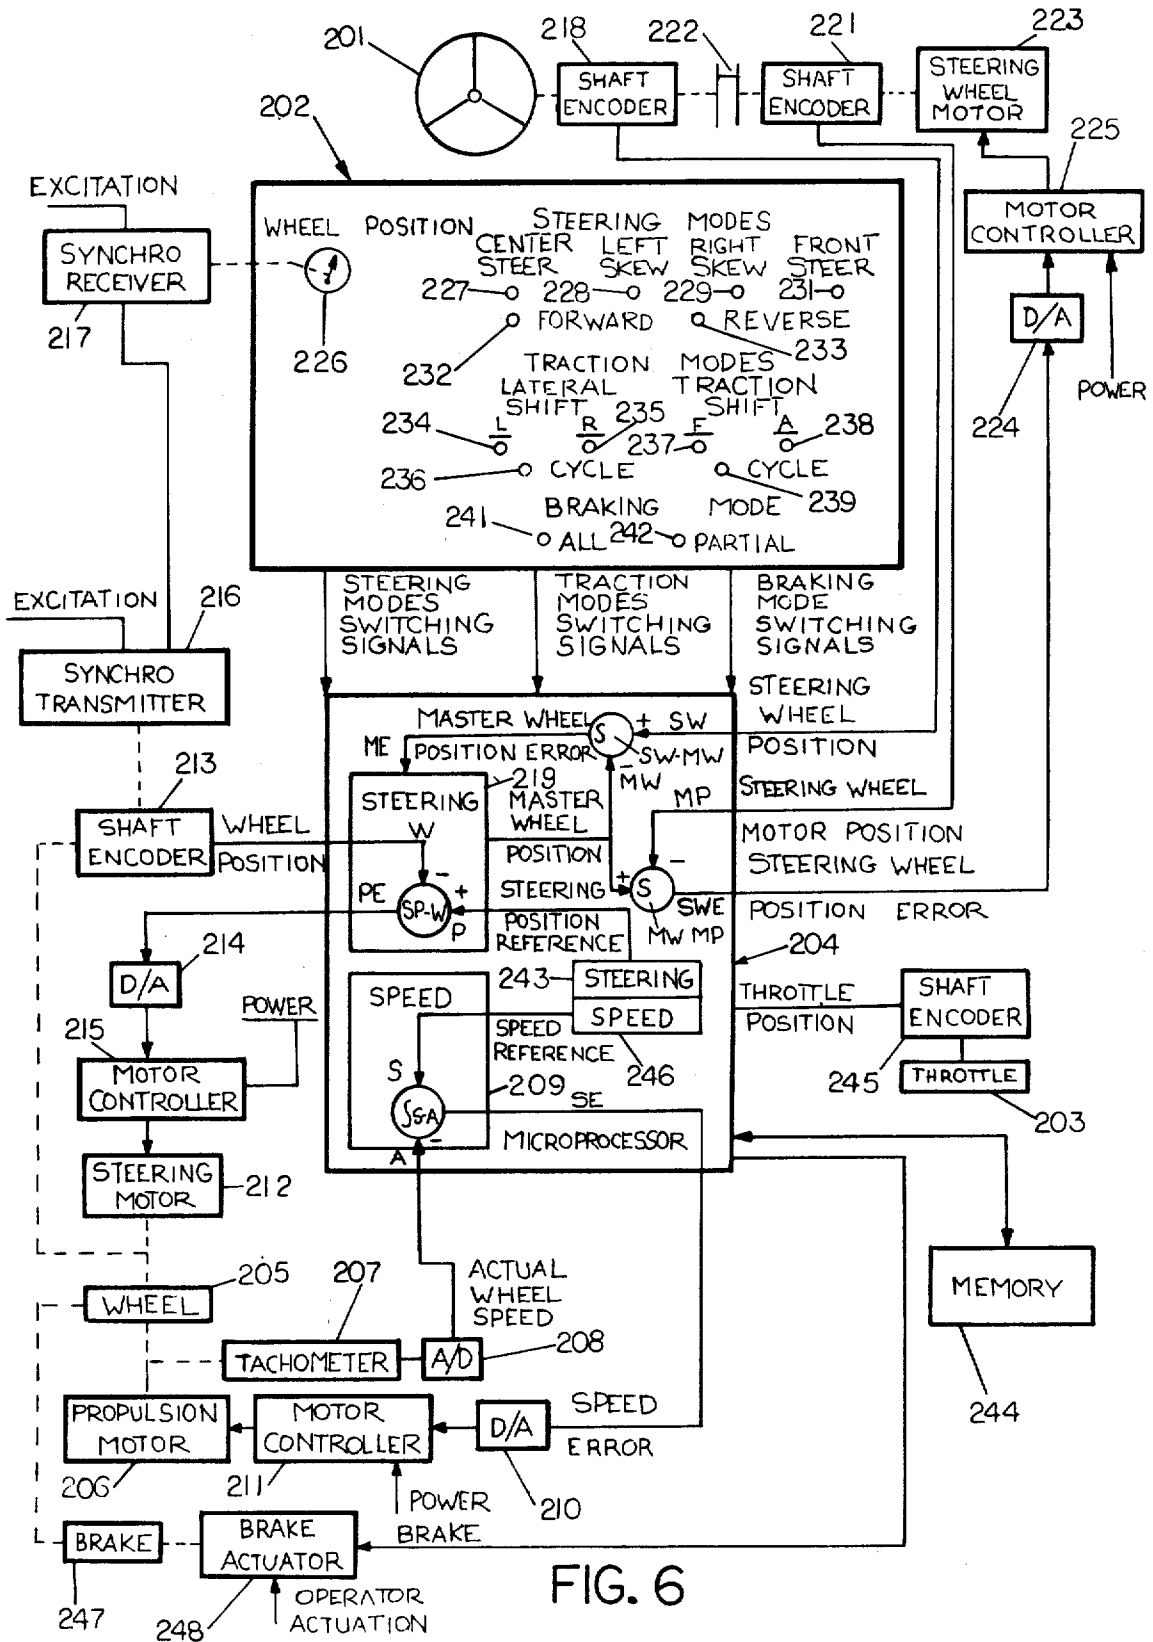 201
218
222
221
223
SHAFT
ENCODER
SHAFT
ENCODER
STEERING
WHEEL
MOTOR
202
225
EXCITATION
SYNCHRO
RECEIVER
217
MOTOR
CONTROLLER
D/A
224
POWER
WHEEL POSITION
226
STEERING MODES
CENTER
STEER
LEFT
SKEW
RIGHT
SKEW
FRONT
STEER
227
228
229
231
FORWARD
REVERSE
232
233
TRACTION MODES
LATERAL
SHIFT
TRACTION
SHIFT
234
L
R
235
F
237
A
238
236
CYCLE
CYCLE
239
BRAKING MODE
241
ALL
242
PARTIAL
STEERING
MODES
SWITCHING
SIGNALS
TRACTION
MODES
SWITCHING
SIGNALS
BRAKING
MODE
SWITCHING
SIGNALS
EXCITATION
216
SYNCHRO
TRANSMITTER
213
SHAFT
ENCODER
WHEEL
POSITION
MASTER WHEEL
POSITION ERROR
ME
S
+ SW
SW-MW
-
MW
STEERING
WHEEL
POSITION
219
STEERING
W
-
MASTER
WHEEL
POSITION
MP
-
STEERING WHEEL
MOTOR POSITION
STEERING WHEEL
POSITION ERROR
+
S
SWE
MW MP
PE
SP-W
+
P
STEERING
POSITION
REFERENCE
204
214
D/A
POWER
215
MOTOR
CONTROLLER
243
STEERING
SPEED
246
SPEED
SPEED
REFERENCE
S
S&A
-
A
209
SE
MICROPROCESSOR
THROTTLE
POSITION
SHAFT
ENCODER
245
THROTTLE
203
STEERING
MOTOR
212
205
WHEEL
207
TACHOMETER
A/D
208
ACTUAL
WHEEL
SPEED
MEMORY
244
PROPULSION
MOTOR
206
MOTOR
CONTROLLER
211
D/A
210
SPEED
ERROR
POWER
BRAKE
BRAKE
247
BRAKE
ACTUATOR
248
OPERATOR
ACTUATION
FIG. 6